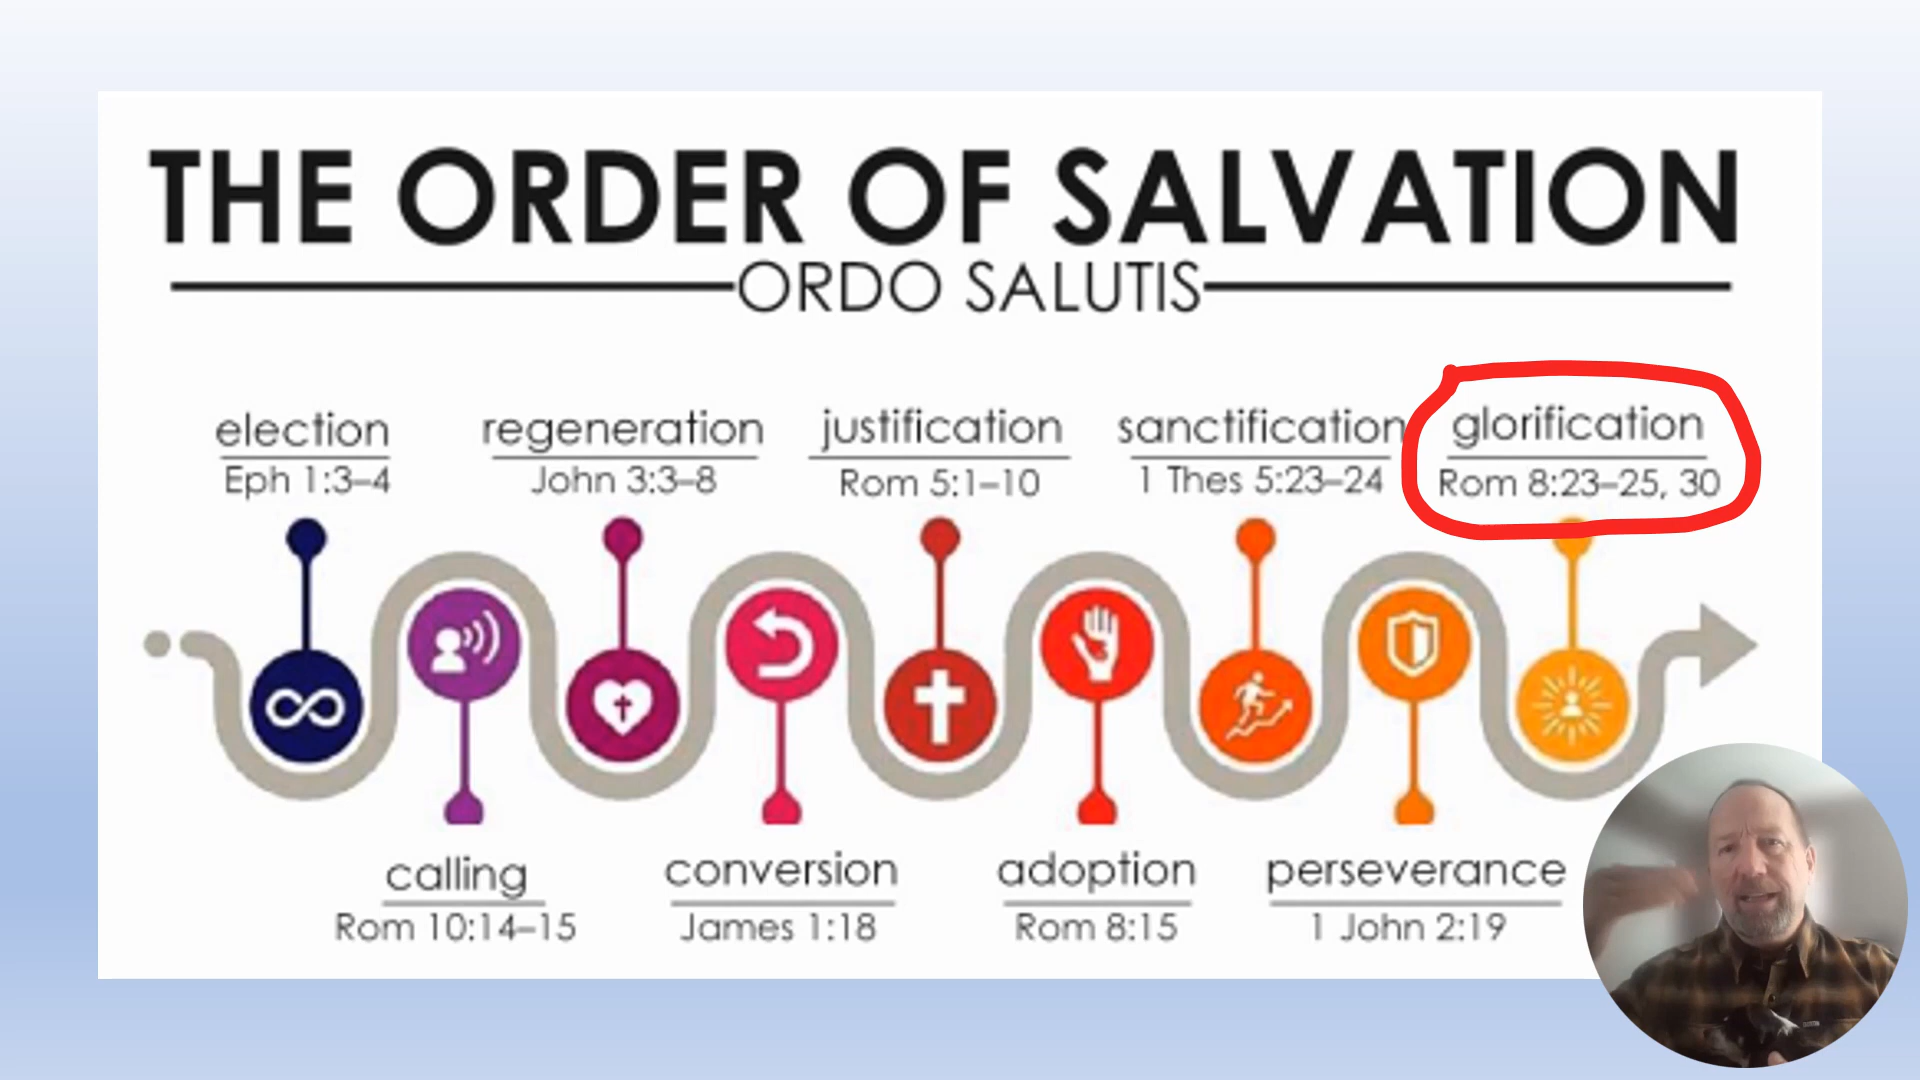 THE ORDER OF SALVATION
ORDO SALUTIS
election
Eph 1:3–4
regeneration
John 3:3–8
justification
Rom 5:1–10
sanctification
1 Thes 5:23–24
glorification
Rom 8:23–25, 30
calling
Rom 10:14–15
conversion
James 1:18
adoption
Rom 8:15
perseverance
1 John 2:19